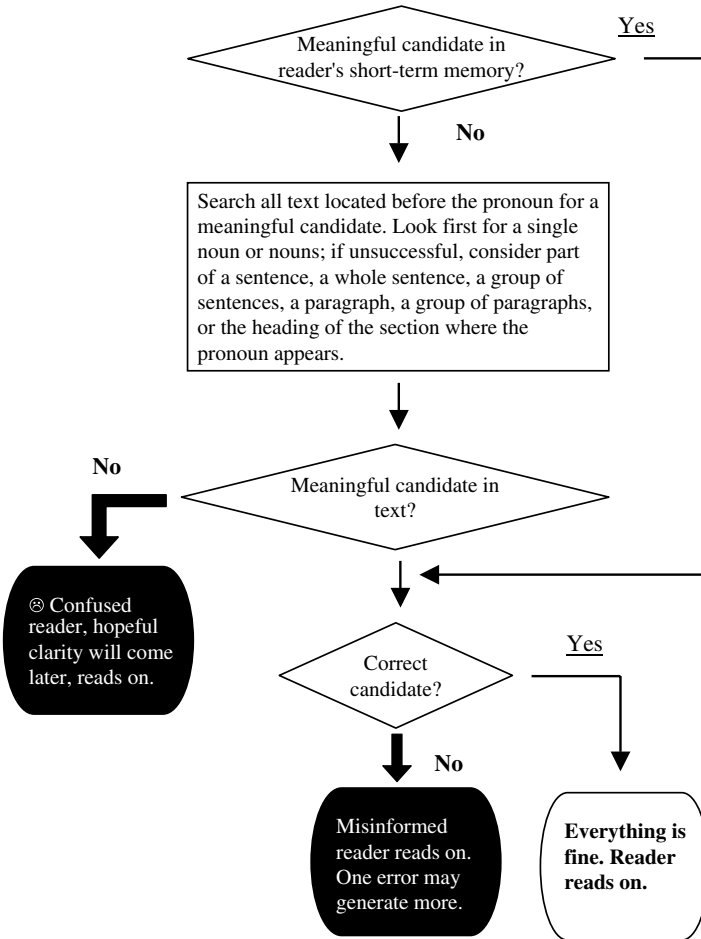 Meaningful candidate in
reader's short-term memory?
Yes
No
Search all text located before the pronoun for a
meaningful candidate. Look first for a single
noun or nouns; if unsuccessful, consider part
of a sentence, a whole sentence, a group of
sentences, a paragraph, a group of paragraphs,
or the heading of the section where the
pronoun appears.
No
Meaningful candidate in
text?
☹ Confused
reader, hopeful
clarity will come
later, reads on.
Correct
candidate?
Yes
No
Misinformed
reader reads on.
One error may
generate more.
Everything is
fine. Reader
reads on.